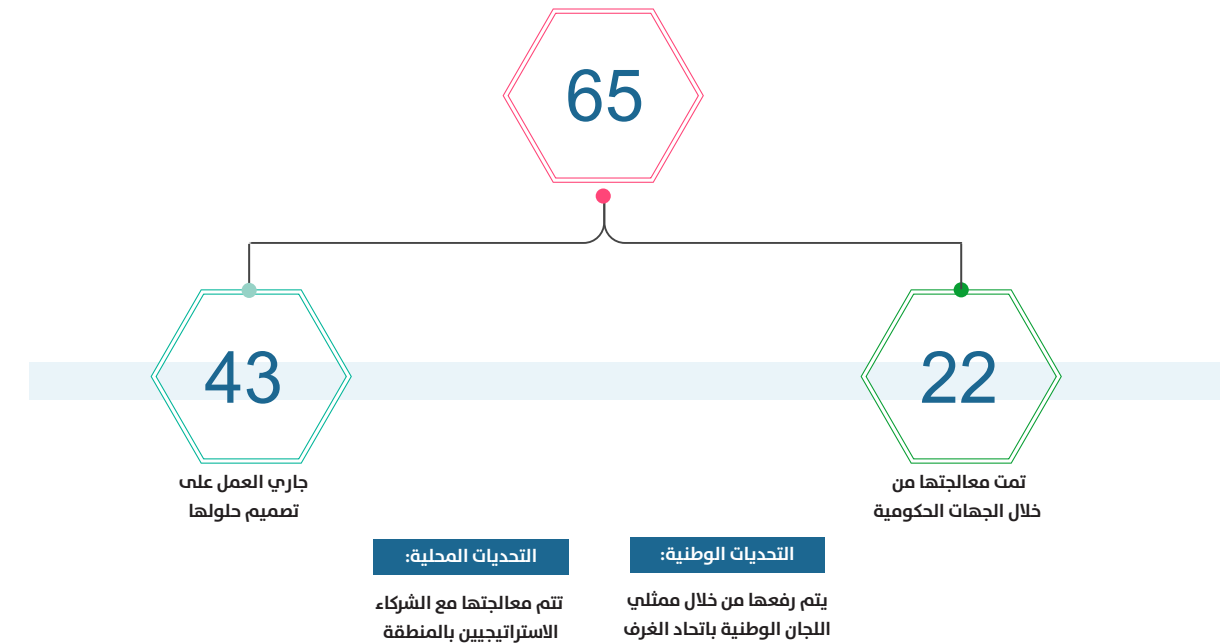 65
22
تمت معالجتها من
خلال الجهات الحكومية
43
جاري العمل على
تصميم حلولها
التحديات الوطنية:
يتم رفعها من خلال ممثلي
اللجان الوطنية باتحاد الغرف
التحديات المحلية:
تتم معالجتها مع الشركاء
الاستراتيجيين بالمنطقة